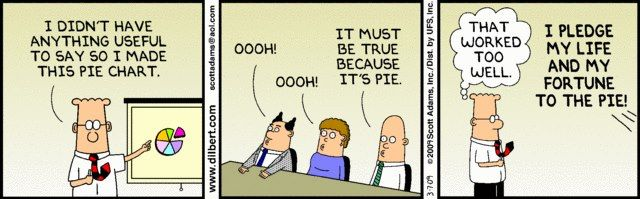 I DIDN'T HAVE
ANYTHING USEFUL
TO SAY SO I MADE
THIS PIE CHART.
www.dilbert.com
scottadams@aol.com
OOOH!
OOOH!
IT MUST
BE TRUE
BECAUSE
IT'S PIE.
3-7-09
©2009 Scott Adams, Inc./Dist. by UFS, Inc.
THAT
WORKED
TOO
WELL.
I PLEDGE
MY LIFE
AND MY
FORTUNE
TO THE PIE!